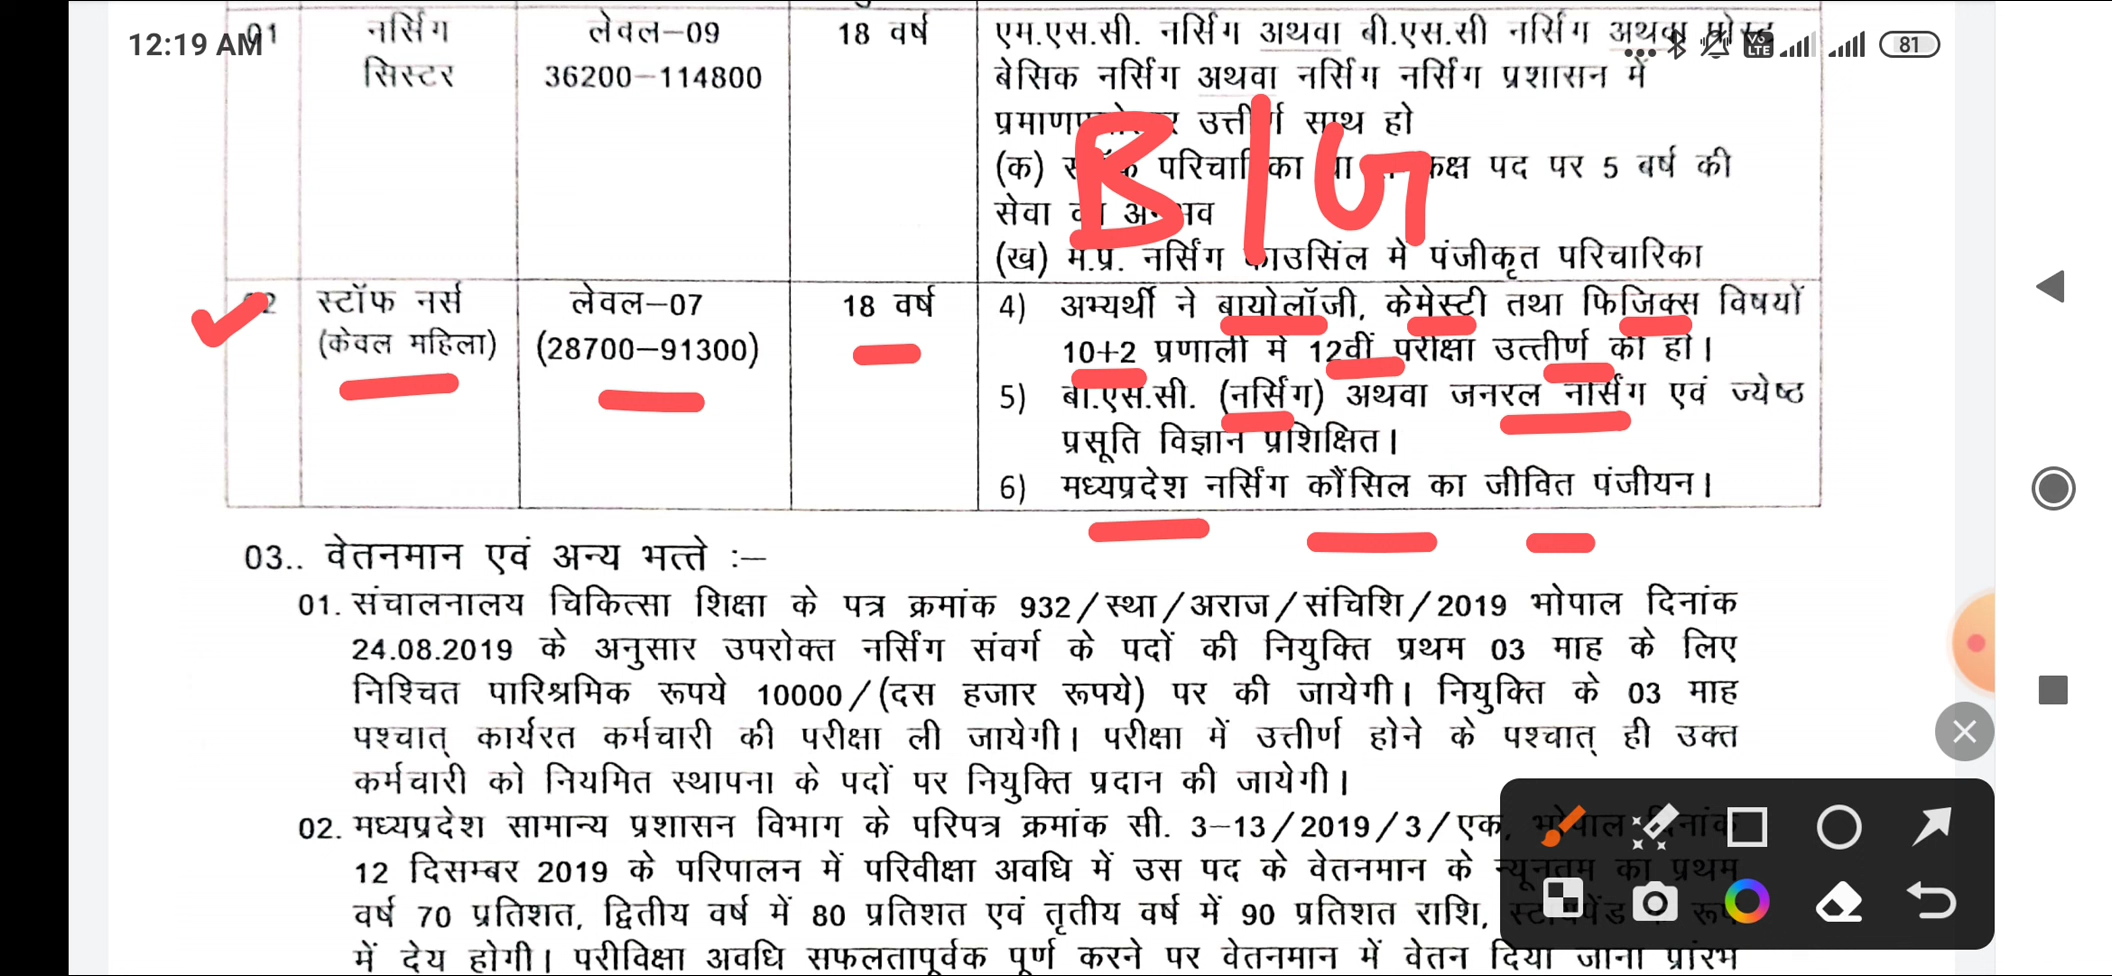 12:19 AM
VO LTE 81
01 नर्सिंग लेवल–09 18 वर्ष एम.एस.सी. नर्सिंग अथवा बी.एस.सी नर्सिंग अथवा पोस्ट
सिस्टर 36200–114800 बेसिक नर्सिंग अथवा नर्सिंग नर्सिंग प्रशासन में
उत्तीर्ण साथ हो
(क) परिचारिका पद पर 5 वर्ष की
सेवा
(ख) म.प्र. नर्सिंग काउसिंल मे पंजीकृत परिचारिका
B/G
02 स्टॉफ नर्स लेवल–07 18 वर्ष 4) अभ्यर्थी ने बायोलॉजी, केमेस्टी तथा फिजिक्स विषयों
(केवल महिला) (28700–91300) 10+2 प्रणाली मे 12वीं परीक्षा उत्तीर्ण की हो।
5) बी.एस.सी. (नर्सिंग) अथवा जनरल नर्सिंग एवं ज्येष्ठ
प्रसूति विज्ञान प्रशिक्षित।
6) मध्यप्रदेश नर्सिंग कौंसिल का जीवित पंजीयन।
03.. वेतनमान एवं अन्य भत्ते :–
01. संचालनालय चिकित्सा शिक्षा के पत्र क्रमांक 932/स्था/अराज/संचिशि/2019 भोपाल दिनांक
24.08.2019 के अनुसार उपरोक्त नर्सिंग संवर्ग के पदों की नियुक्ति प्रथम 03 माह के लिए
निश्चित पारिश्रमिक रूपये 10000/(दस हजार रूपये) पर की जायेगी। नियुक्ति के 03 माह
पश्चात् कार्यरत कर्मचारी की परीक्षा ली जायेगी। परीक्षा में उत्तीर्ण होने के पश्चात् ही उक्त
कर्मचारी को नियमित स्थापना के पदों पर नियुक्ति प्रदान की जायेगी।
02. मध्यप्रदेश सामान्य प्रशासन विभाग के परिपत्र क्रमांक सी. 3–13/2019/3/एक, भोपाल दिनांक
12 दिसम्बर 2019 के परिपालन में परिवीक्षा अवधि में उस पद के वेतनमान के न्यूनतम का प्रथम
वर्ष 70 प्रतिशत, द्वितीय वर्ष में 80 प्रतिशत एवं तृतीय वर्ष में 90 प्रतिशत राशि,
में देय होगी। परीविक्षा अवधि सफलतापूर्वक पूर्ण करने पर वेतनमान में वेतन दिया जाना प्रारंभ